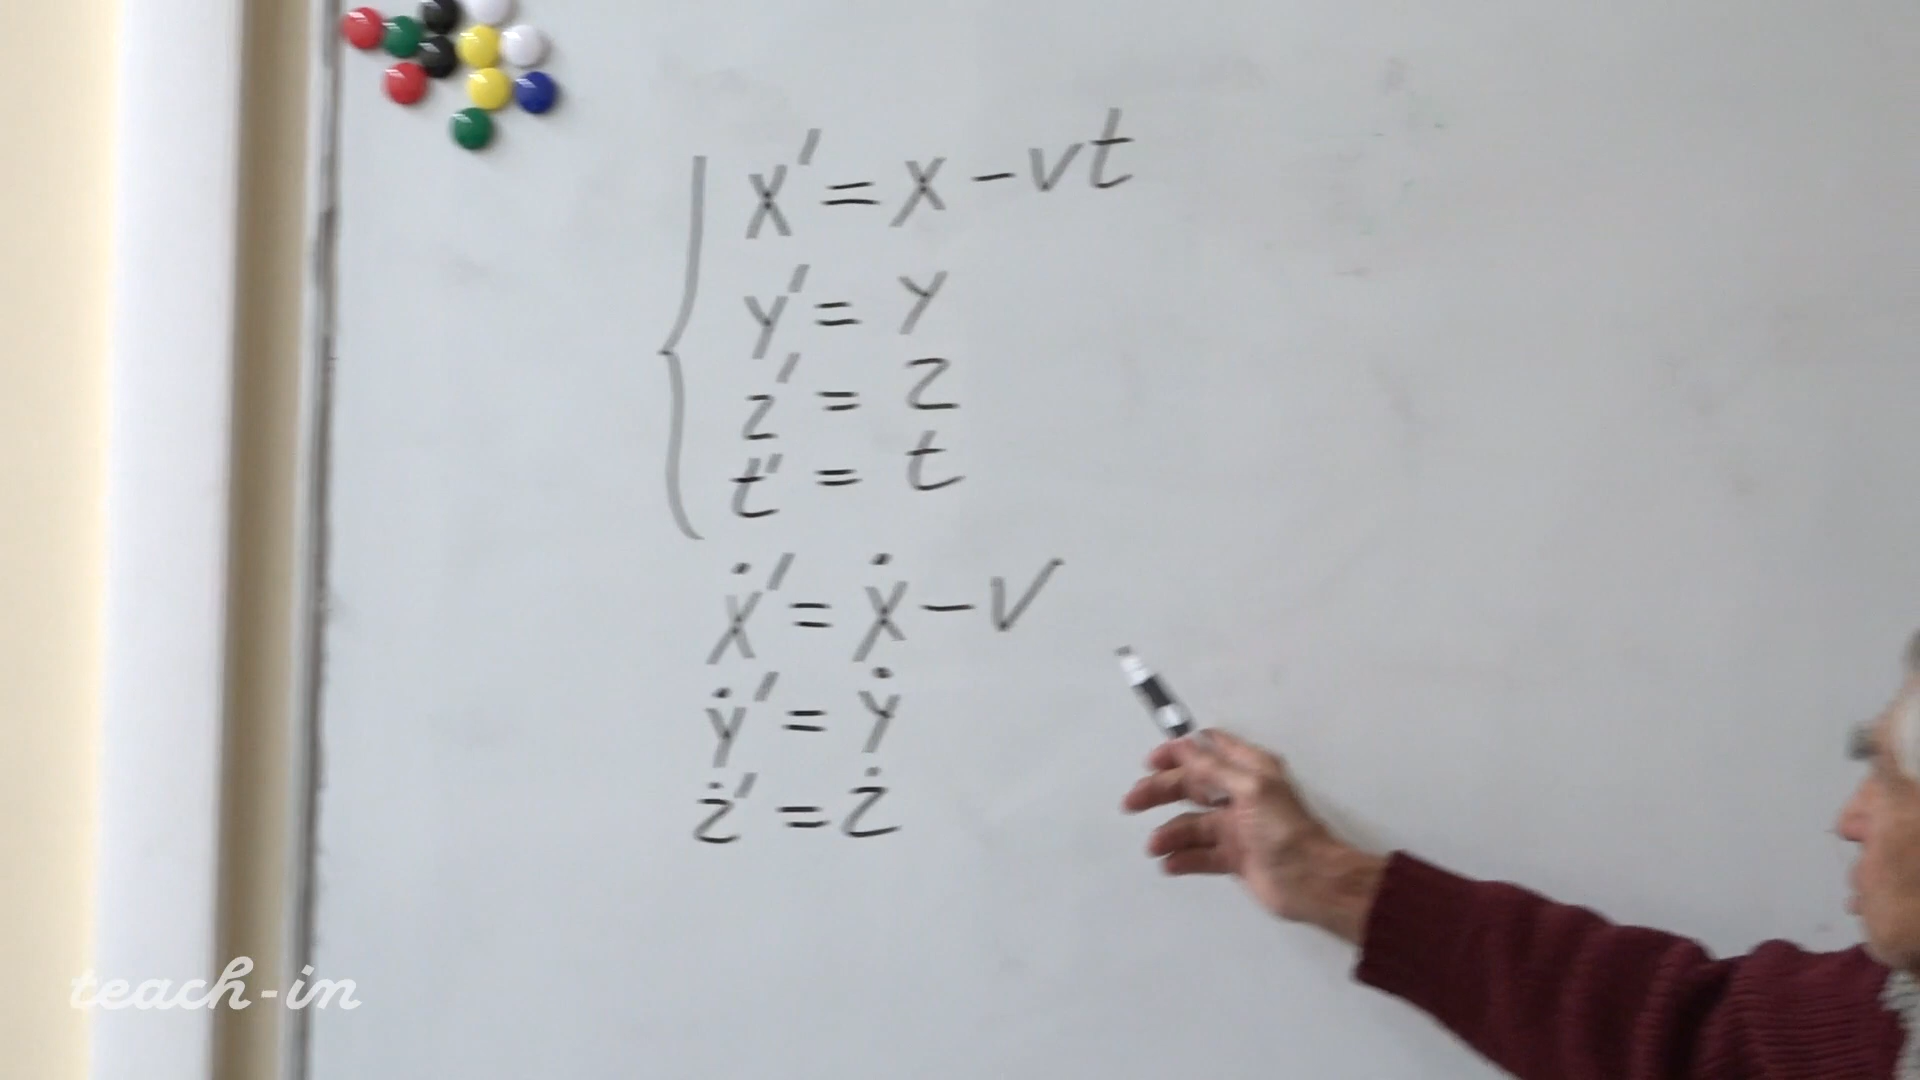 x′ = x − vt
y′ = y
z′ = z
t′ = t
ẋ′ = ẋ − v
ẏ′ = ẏ
ż′ = ż
teach-in